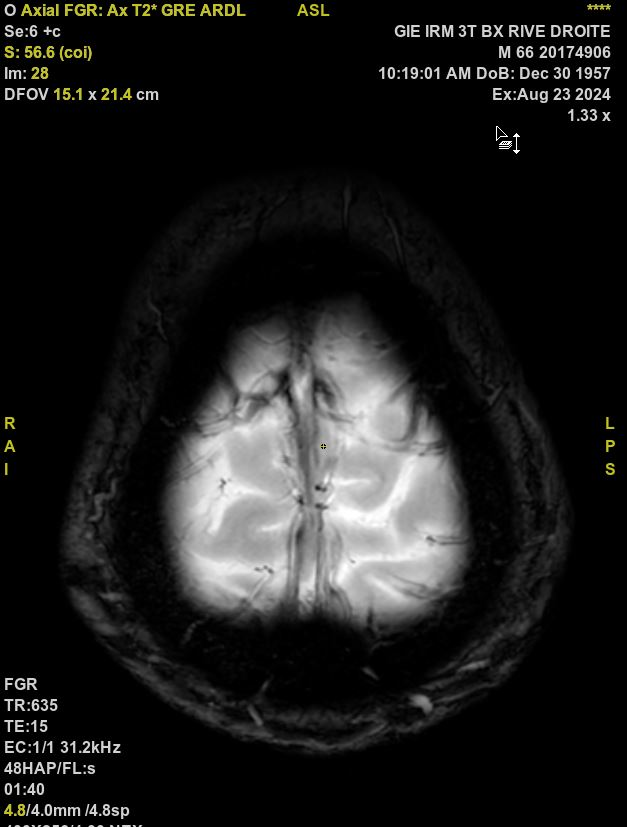 O Axial FGR: Ax T2* GRE ARDL
ASL
****
Se:6 +c
GIE IRM 3T BX RIVE DROITE
S: 56.6 (coi)
M 66 20174906
Im: 28
10:19:01 AM DoB: Dec 30 1957
DFOV 15.1 x 21.4 cm
Ex:Aug 23 2024
1.33 x
R
A
I
L
P
S
FGR
TR:635
TE:15
EC:1/1 31.2kHz
48HAP/FL:s
01:40
4.8/4.0mm /4.8sp